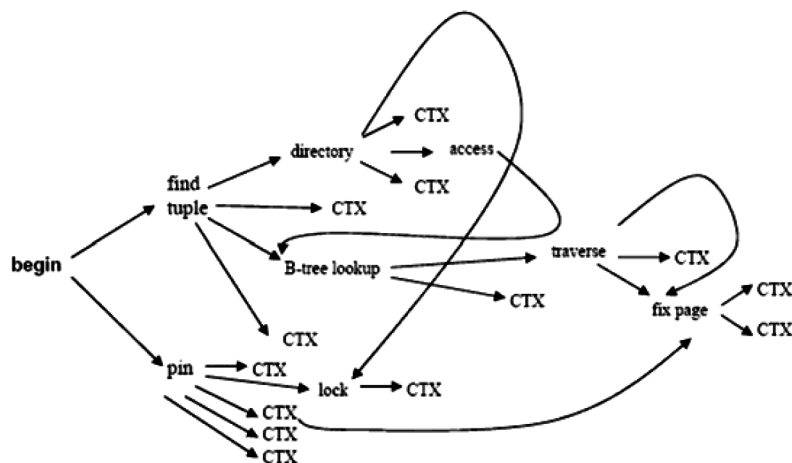 CTX
directory
access
CTX
find
tuple
CTX
begin
B-tree lookup
traverse
CTX
CTX
fix page
CTX
CTX
CTX
pin
CTX
lock
CTX
CTX
CTX
CTX